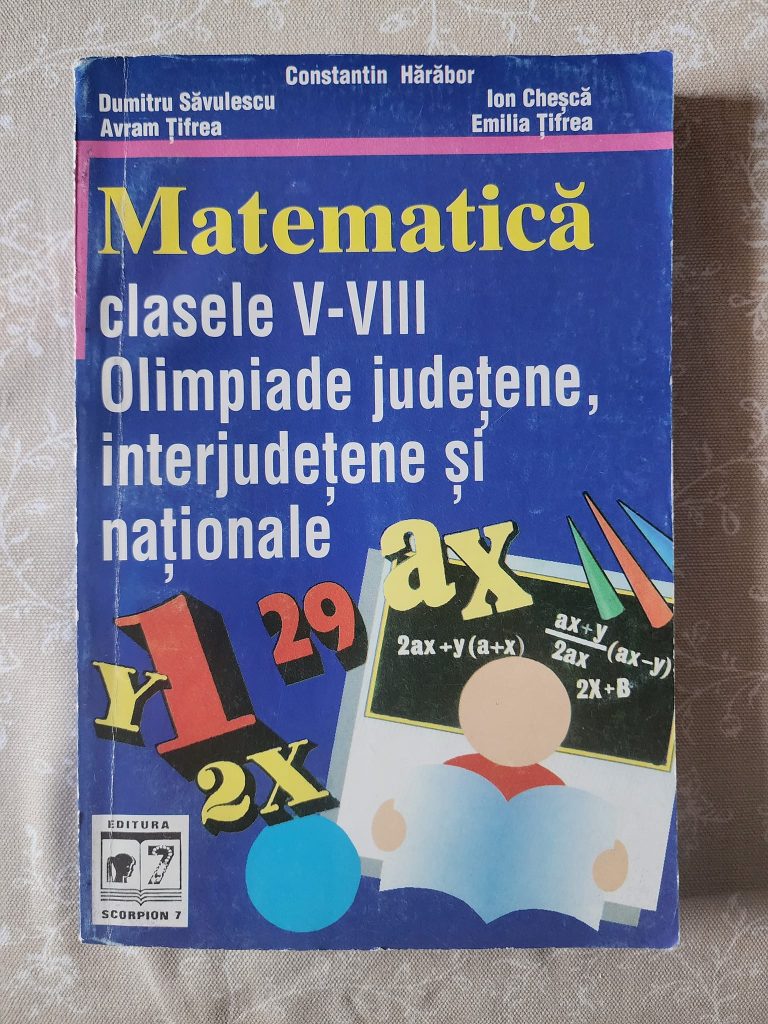 Constantin Hărăbor
Dumitru Săvulescu
Avram Țifrea
Ion Cheșcă
Emilia Țifrea
Matematică
clasele V-VIII
Olimpiade județene,
interjudețene și
naționale
ax
29
1
Y
2X
2ax+y(a+x)
ax+y
2ax
(ax-y)
2X+B
EDITURA
7
SCORPION 7